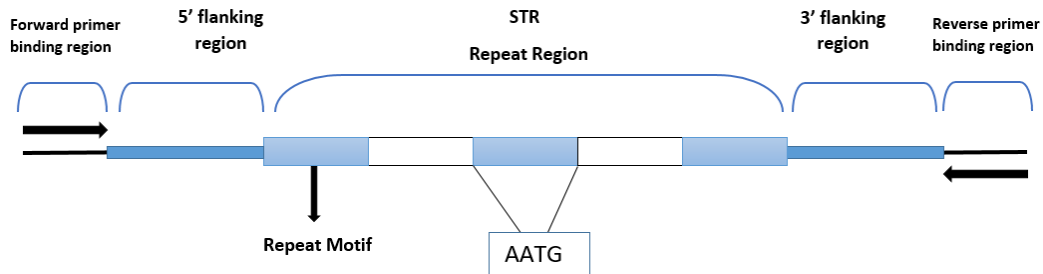 Forward primer
binding region
5’ flanking
region
STR
Repeat Region
3’ flanking
region
Reverse primer
binding region
Repeat Motif
AATG